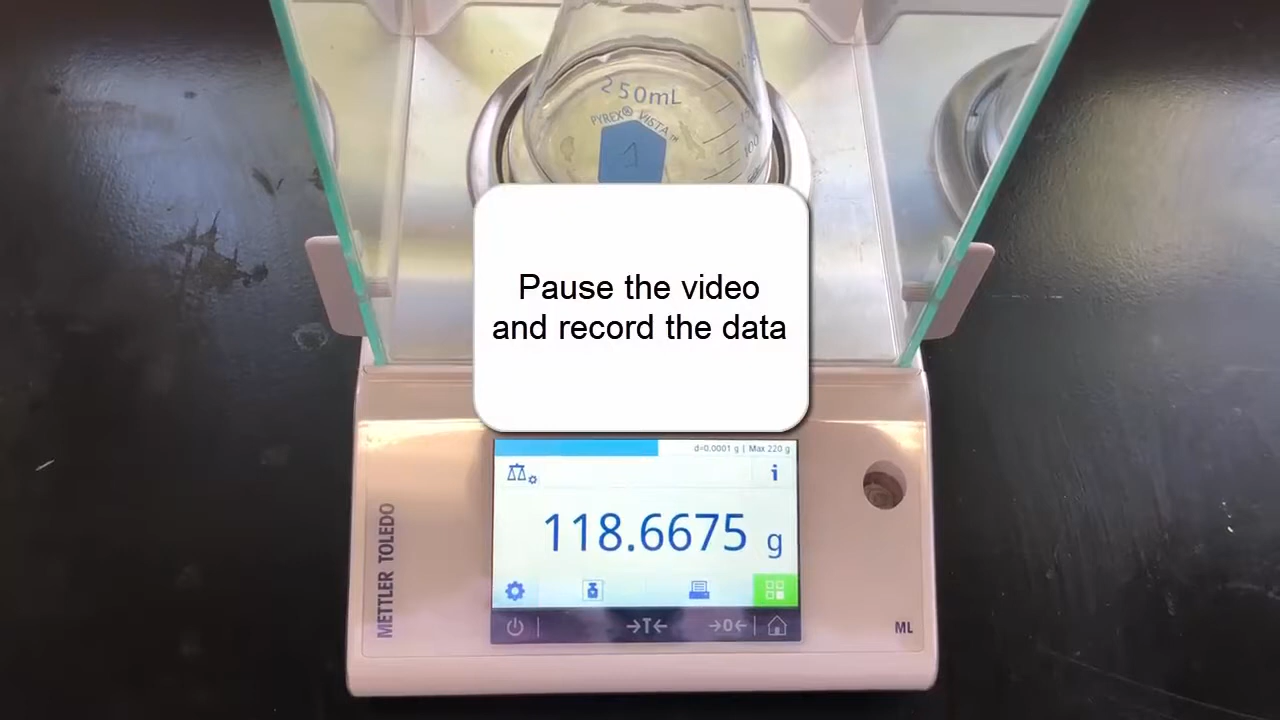 250mL
PYREX® VISTA™
1
100
Pause the video
and record the data
d=0.0001 g | Max 220 g
i
118.6675 g
METTLER TOLEDO
→T←
→0←
ML